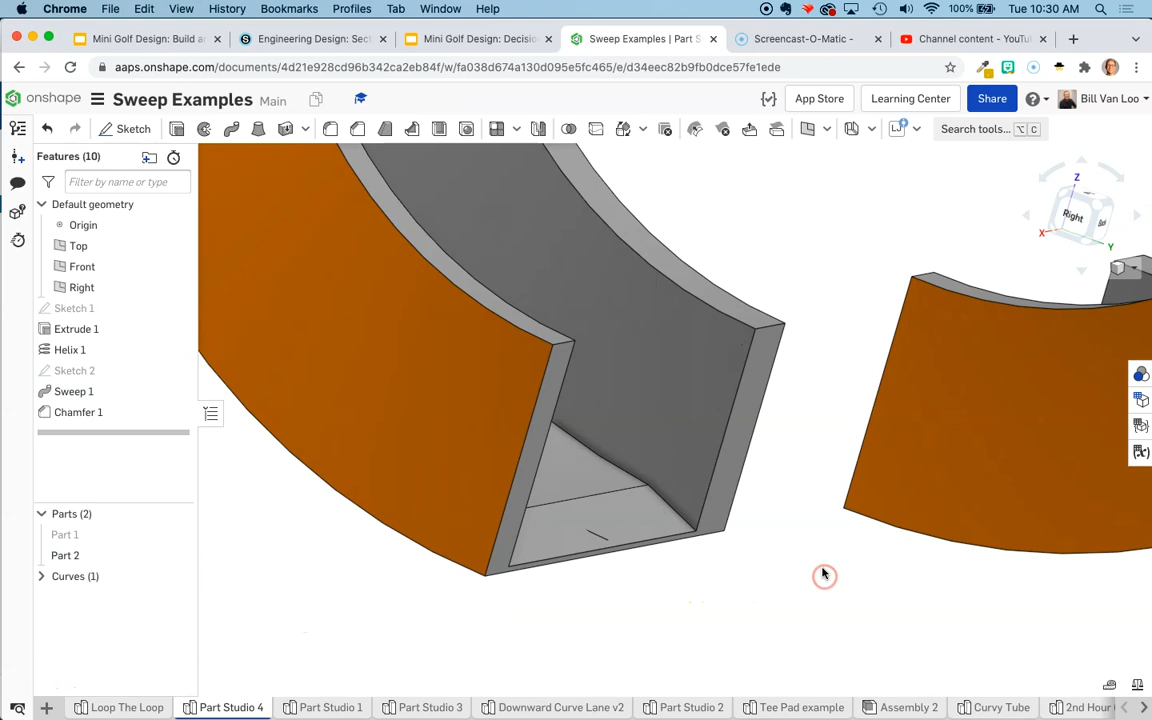 Chrome File Edit View History Bookmarks Profiles Tab Window Help 100% Tue 10:30 AM
Mini Golf Design: Build a Engineering Design: Sect Mini Golf Design: Decisio Sweep Examples | Part S Screencast-O-Matic - Channel content - YouTu
aaps.onshape.com/documents/4d21e928cd96b342ca2eb84f/w/fa038d674a130d095e5fc465/e/d34eec82b9fb0dce57fe1ede
onshape Sweep Examples Main App Store Learning Center Share Bill Van Loo
Sketch Search tools... ⌥ C
Features (10)
Filter by name or type
Default geometry
Origin
Top
Front
Right
Sketch 1
Extrude 1
Helix 1
Sketch 2
Sweep 1
Chamfer 1
Parts (2)
Part 1
Part 2
Curves (1)
Z
Right Back
X Y
Loop The Loop Part Studio 4 Part Studio 1 Part Studio 3 Downward Curve Lane v2 Part Studio 2 Tee Pad example Assembly 2 Curvy Tube 2nd Hour